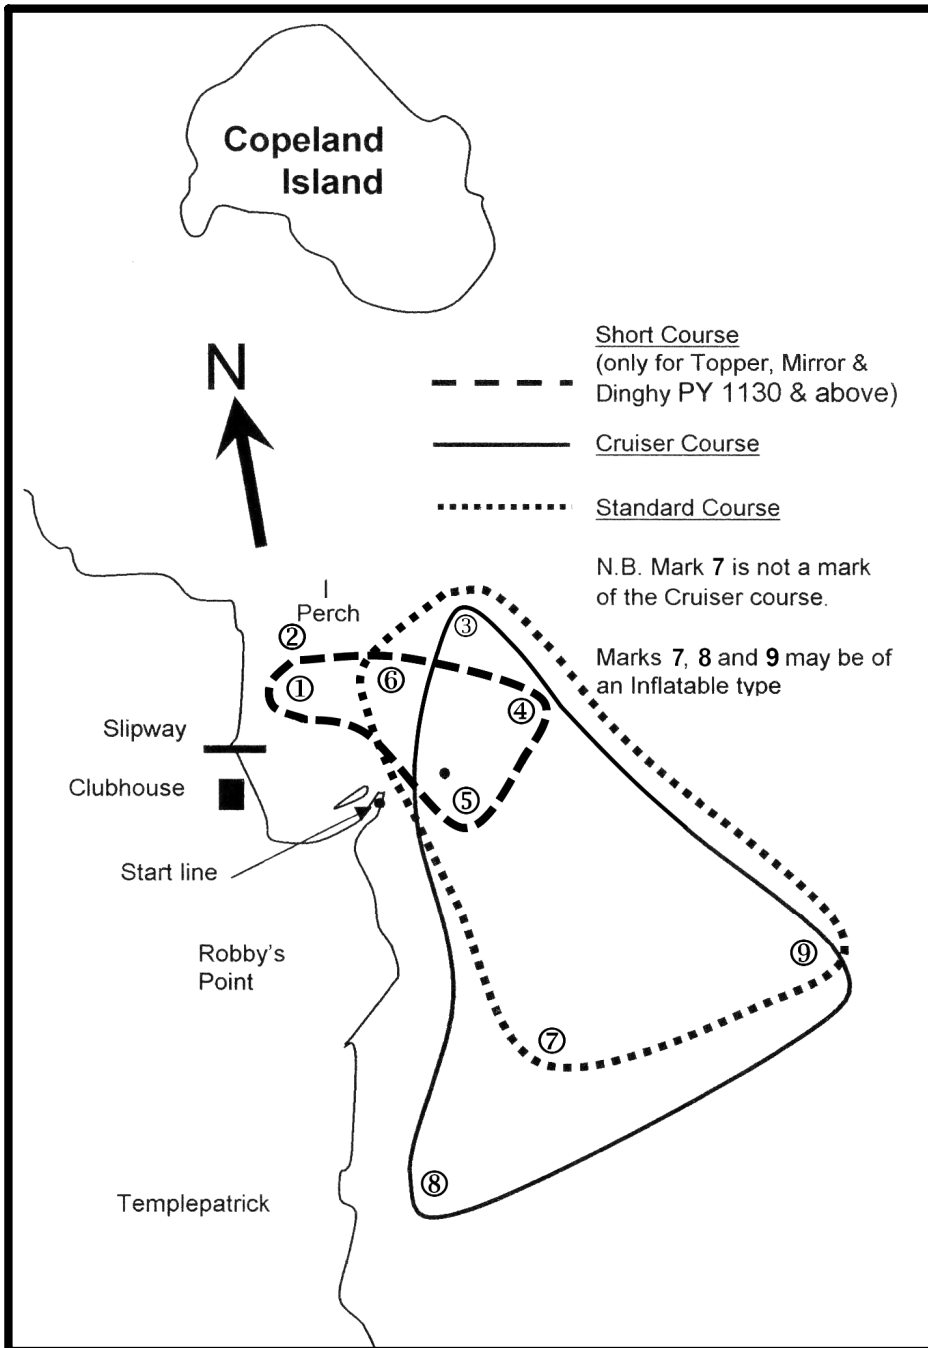 Copeland
Island
N
Short Course
(only for Topper, Mirror &
Dinghy PY 1130 & above)
Cruiser Course
Standard Course
N.B. Mark 7 is not a mark
of the Cruiser course.
Marks 7, 8 and 9 may be of
an Inflatable type
Perch
②
③
①
⑥
④
Slipway
Clubhouse
⑤
Start line
Robby's
Point
⑨
⑦
⑧
Templepatrick